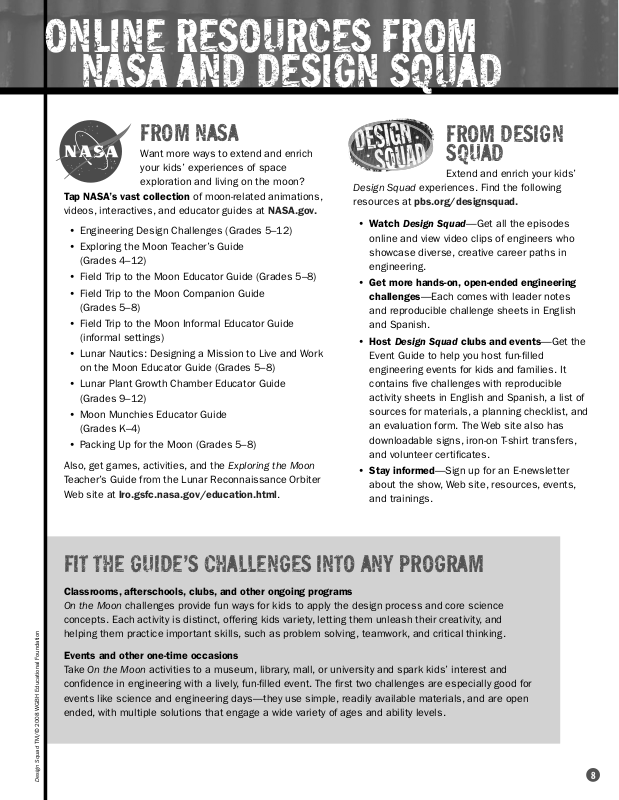 ONLINE RESOURCES FROM
NASA AND DESIGN SQUAD
NASA
FROM NASA
Want more ways to extend and enrich
your kids' experiences of space
exploration and living on the moon?
Tap NASA's vast collection of moon-related animations,
videos, interactives, and educator guides at NASA.gov.
• Engineering Design Challenges (Grades 5–12)
• Exploring the Moon Teacher's Guide
(Grades 4–12)
• Field Trip to the Moon Educator Guide (Grades 5–8)
• Field Trip to the Moon Companion Guide
(Grades 5–8)
• Field Trip to the Moon Informal Educator Guide
(informal settings)
• Lunar Nautics: Designing a Mission to Live and Work
on the Moon Educator Guide (Grades 5–8)
• Lunar Plant Growth Chamber Educator Guide
(Grades 9–12)
• Moon Munchies Educator Guide
(Grades K–4)
• Packing Up for the Moon (Grades 5–8)
Also, get games, activities, and the Exploring the Moon
Teacher's Guide from the Lunar Reconnaissance Orbiter
Web site at lro.gsfc.nasa.gov/education.html.
DESIGN
SQUAD
FROM DESIGN
SQUAD
Extend and enrich your kids'
Design Squad experiences. Find the following
resources at pbs.org/designsquad.
• Watch Design Squad—Get all the episodes
online and view video clips of engineers who
showcase diverse, creative career paths in
engineering.
• Get more hands-on, open-ended engineering
challenges—Each comes with leader notes
and reproducible challenge sheets in English
and Spanish.
• Host Design Squad clubs and events—Get the
Event Guide to help you host fun-filled
engineering events for kids and families. It
contains five challenges with reproducible
activity sheets in English and Spanish, a list of
sources for materials, a planning checklist, and
an evaluation form. The Web site also has
downloadable signs, iron-on T-shirt transfers,
and volunteer certificates.
• Stay informed—Sign up for an E-newsletter
about the show, Web site, resources, events,
and trainings.
FIT THE GUIDE'S CHALLENGES INTO ANY PROGRAM
Classrooms, afterschools, clubs, and other ongoing programs
On the Moon challenges provide fun ways for kids to apply the design process and core science
concepts. Each activity is distinct, offering kids variety, letting them unleash their creativity, and
helping them practice important skills, such as problem solving, teamwork, and critical thinking.
Events and other one-time occasions
Take On the Moon activities to a museum, library, mall, or university and spark kids' interest and
confidence in engineering with a lively, fun-filled event. The first two challenges are especially good for
events like science and engineering days—they use simple, readily available materials, and are open
ended, with multiple solutions that engage a wide variety of ages and ability levels.
Design Squad TM/© 2008 WGBH Educational Foundation
8